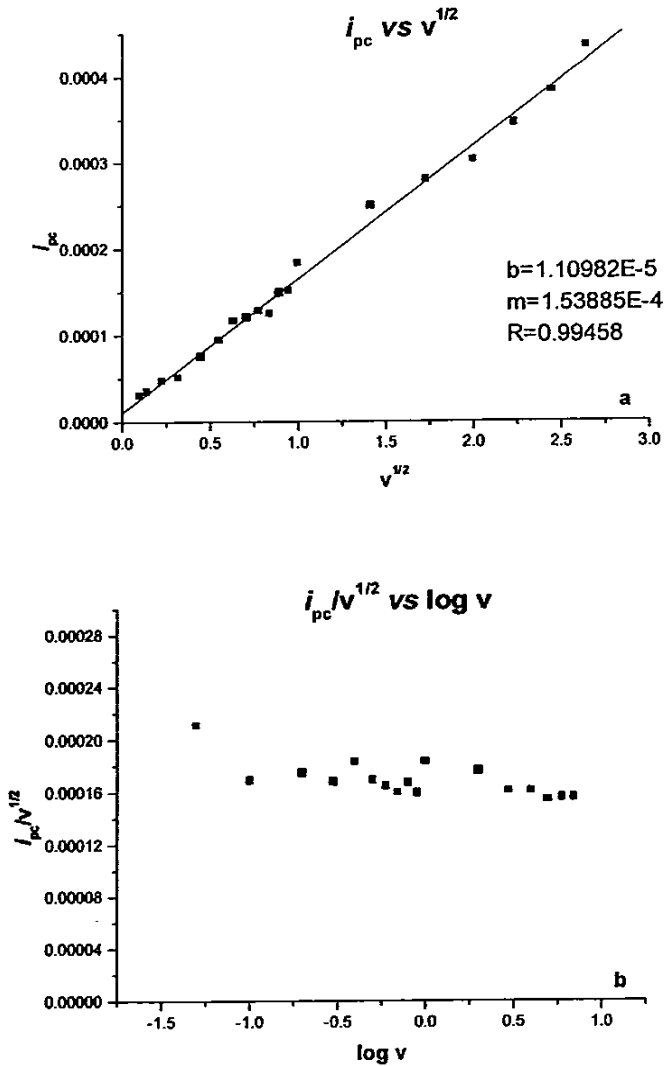 i_pc vs v^1/2
0.0004
0.0003
0.0002
0.0001
0.0000
i_pc
b=1.10982E-5
m=1.53885E-4
R=0.99458
a
0.0 0.5 1.0 1.5 2.0 2.5 3.0
v^1/2
i_pc/v^1/2 vs log v
0.00028
0.00024
0.00020
0.00016
0.00012
0.00008
0.00004
0.00000
i_pc/v^1/2
b
-1.5 -1.0 -0.5 0.0 0.5 1.0
log v